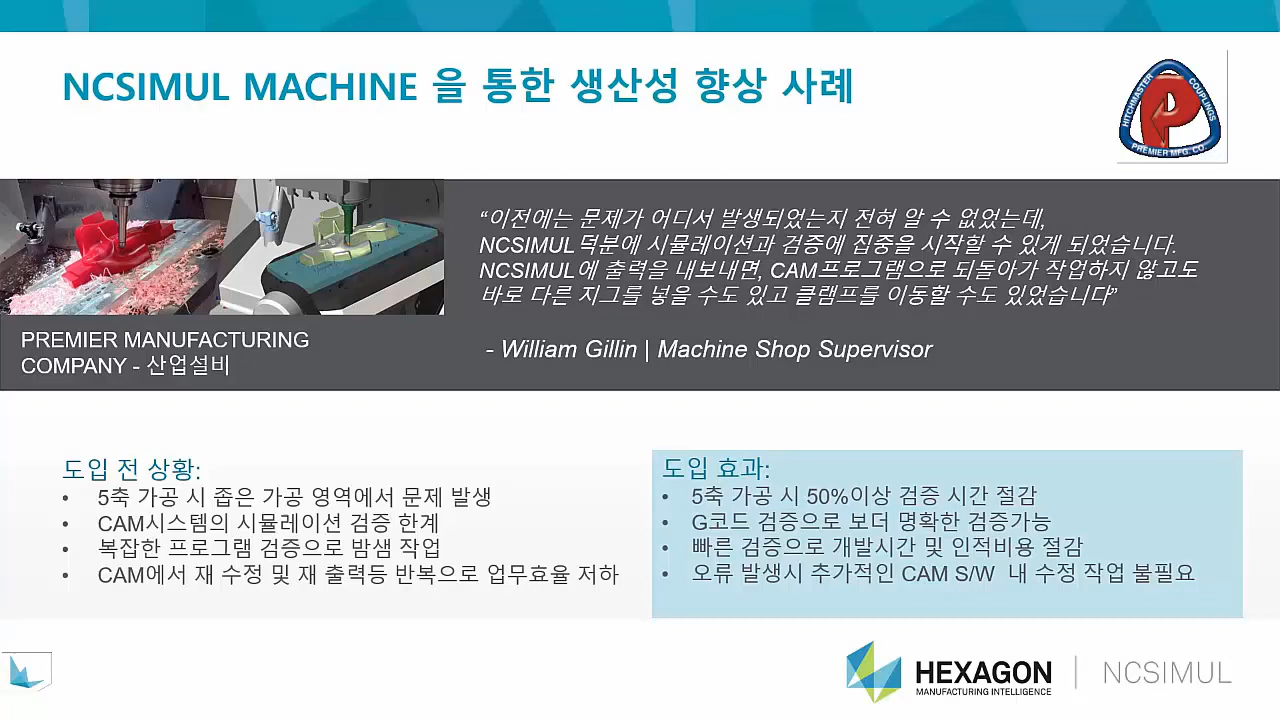 NCSIMUL MACHINE 을 통한 생산성 향상 사례
HITCHMASTER COUPLINGS
P
PREMIER MFG. CO.
“이전에는 문제가 어디서 발생되었는지 전혀 알 수 없었는데,
NCSIMUL 덕분에 시뮬레이션과 검증에 집중을 시작할 수 있게 되었습니다.
NCSIMUL에 출력을 내보내면, CAM프로그램으로 되돌아가 작업하지 않고도
바로 다른 지그를 넣을 수도 있고 클램프를 이동할 수도 있었습니다”
- William Gillin | Machine Shop Supervisor
PREMIER MANUFACTURING
COMPANY - 산업설비
도입 전 상황:
• 5축 가공 시 좁은 가공 영역에서 문제 발생
• CAM시스템의 시뮬레이션 검증 한계
• 복잡한 프로그램 검증으로 밤샘 작업
• CAM에서 재 수정 및 재 출력등 반복으로 업무효율 저하
도입 효과:
• 5축 가공 시 50%이상 검증 시간 절감
• G코드 검증으로 보더 명확한 검증가능
• 빠른 검증으로 개발시간 및 인적비용 절감
• 오류 발생시 추가적인 CAM S/W 내 수정 작업 불필요
HEXAGON
MANUFACTURING INTELLIGENCE
NCSIMUL